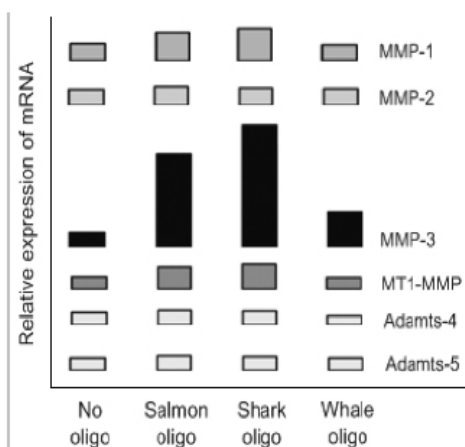 Relative expression of mRNA
MMP-1
MMP-2
MMP-3
MT1-MMP
Adamts-4
Adamts-5
No Salmon Shark Whale
oligo oligo oligo oligo